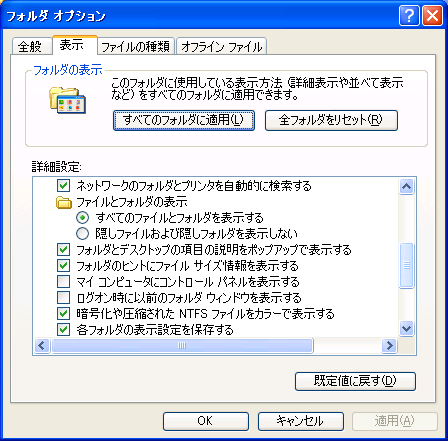 フォルダ オプション
全般
表示
ファイルの種類
オフライン ファイル
フォルダの表示
このフォルダに使用している表示方法 (詳細表示や並べて表示
など) をすべてのフォルダに適用できます。
すべてのフォルダに適用(L)
全フォルダをリセット(R)
詳細設定:
ネットワークのフォルダとプリンタを自動的に検索する
ファイルとフォルダの表示
すべてのファイルとフォルダを表示する
隠しファイルおよび隠しフォルダを表示しない
フォルダとデスクトップの項目の説明をポップアップで表示する
フォルダのヒントにファイル サイズ情報を表示する
マイ コンピュータにコントロール パネルを表示する
ログオン時に以前のフォルダ ウィンドウを表示する
暗号化や圧縮された NTFS ファイルをカラーで表示する
各フォルダの表示設定を保存する
既定値に戻す(D)
OK
キャンセル
適用(A)